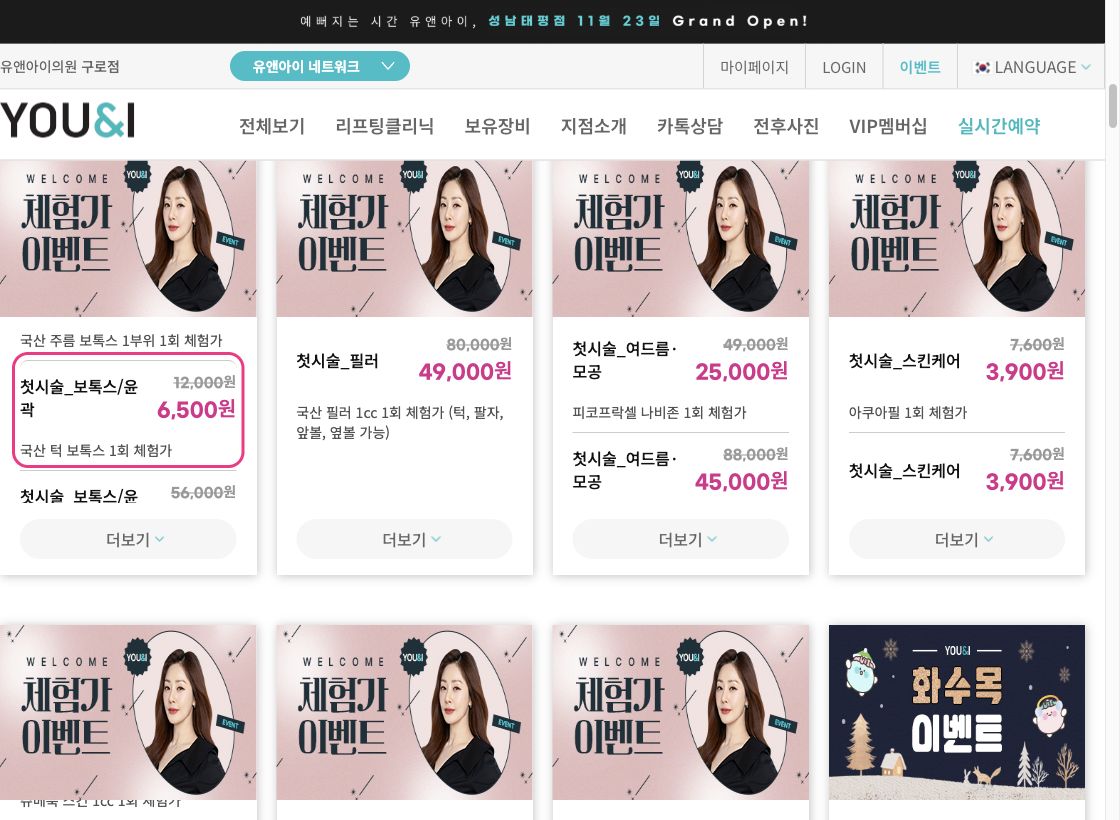 예뻐지는 시간 유앤아이, 성남태평점 11월 23일 Grand Open!
유앤아이의원 구로점
유앤아이 네트워크
마이페이지
LOGIN
이벤트
LANGUAGE
YOU&I
전체보기
리프팅클리닉
보유장비
지점소개
카톡상담
전후사진
VIP멤버십
실시간예약
WELCOME
YOU&I
체험가
이벤트
EVENT
국산 주름 보톡스 1부위 1회 체험가
첫시술_보톡스/윤
곽
12,000원
6,500원
국산 턱 보톡스 1회 체험가
첫시술_보톡스/윤
56,000원
더보기
WELCOME
YOU&I
체험가
이벤트
EVENT
첫시술_필러
80,000원
49,000원
국산 필러 1cc 1회 체험가 (턱, 팔자,
앞볼, 옆볼 가능)
더보기
WELCOME
YOU&I
체험가
이벤트
EVENT
첫시술_여드름·
모공
49,000원
25,000원
피코프락셀 나비존 1회 체험가
첫시술_여드름·
모공
88,000원
45,000원
더보기
WELCOME
YOU&I
체험가
이벤트
EVENT
첫시술_스킨케어
7,600원
3,900원
아쿠아필 1회 체험가
첫시술_스킨케어
7,600원
3,900원
더보기
WELCOME
YOU&I
체험가
이벤트
EVENT
스킨 1cc 1회 체험가
WELCOME
YOU&I
체험가
이벤트
EVENT
WELCOME
YOU&I
체험가
이벤트
EVENT
YOU&I
화수목
이벤트